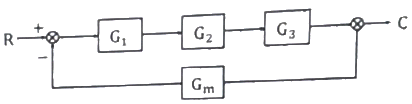 R + G₁ G₂ G₃ C
− Gₘ